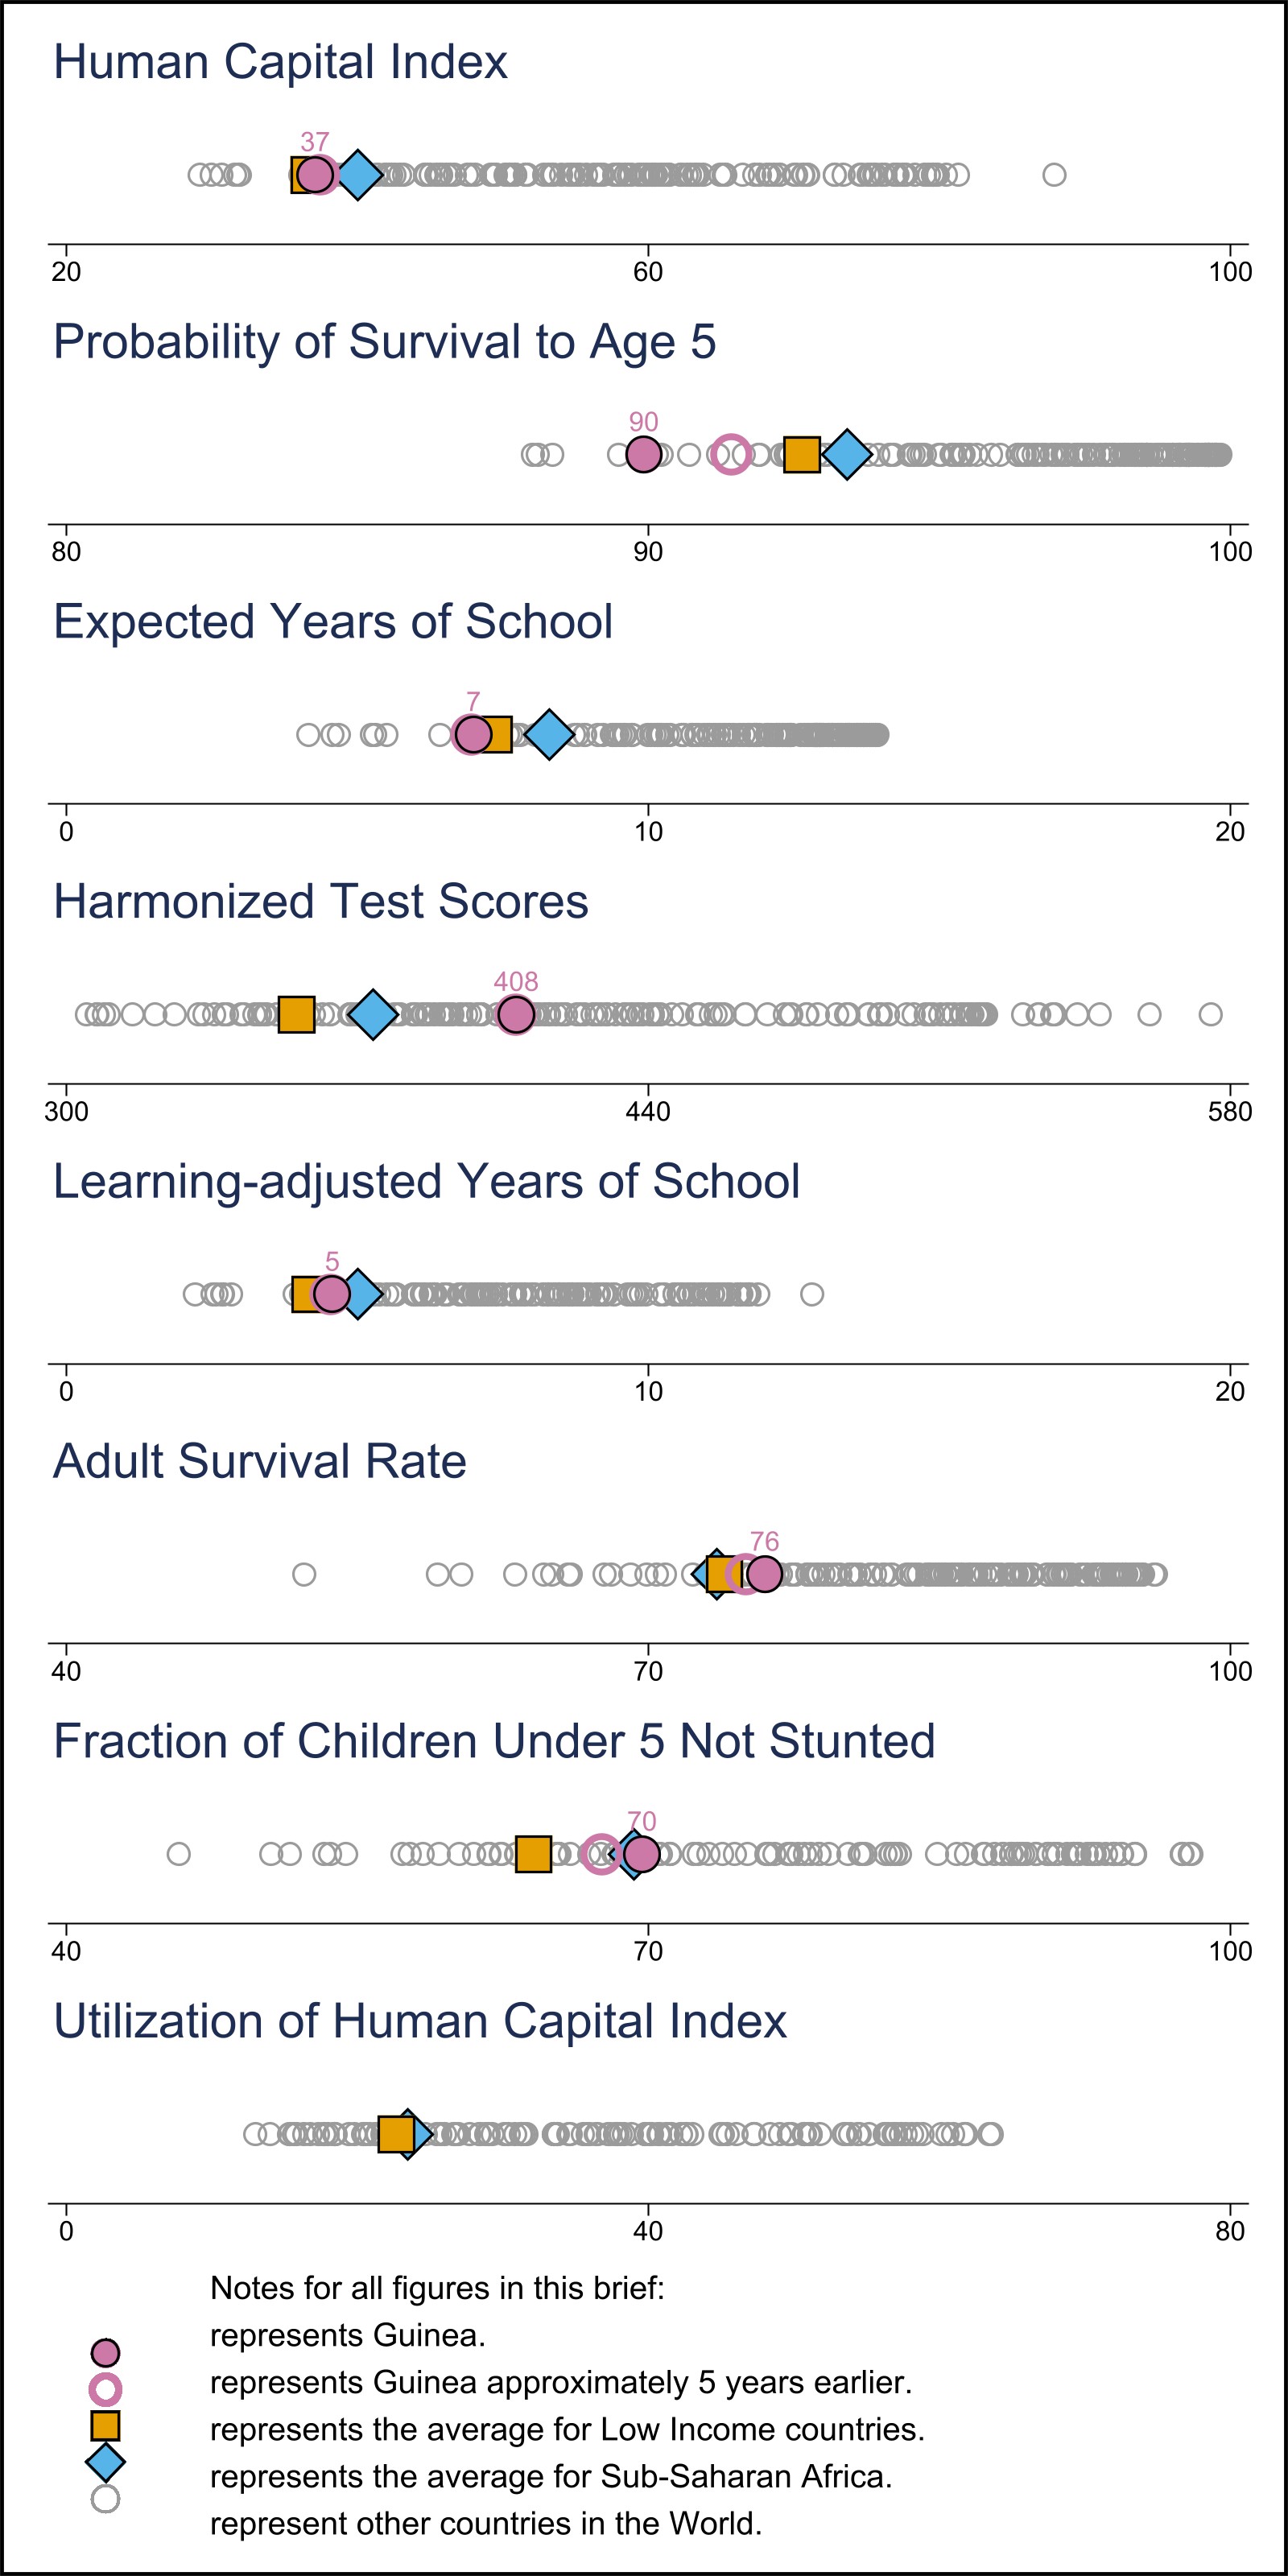 Human Capital Index
37
20 60 100
Probability of Survival to Age 5
90
80 90 100
Expected Years of School
7
0 10 20
Harmonized Test Scores
408
300 440 580
Learning-adjusted Years of School
5
0 10 20
Adult Survival Rate
76
40 70 100
Fraction of Children Under 5 Not Stunted
70
40 70 100
Utilization of Human Capital Index
0 40 80
Notes for all figures in this brief:
represents Guinea.
represents Guinea approximately 5 years earlier.
represents the average for Low Income countries.
represents the average for Sub-Saharan Africa.
represent other countries in the World.